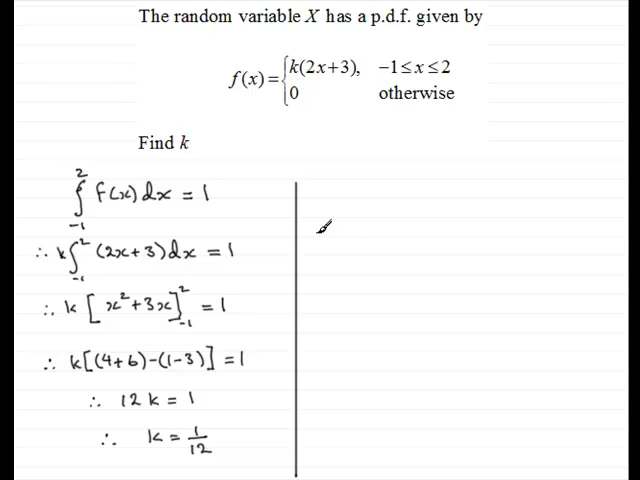 The random variable X has a p.d.f. given by
f(x) = { k(2x+3), −1 ≤ x ≤ 2
0 otherwise
Find k
∫₋₁² f(x) dx = 1
∴ k ∫₋₁² (2x+3) dx = 1
∴ k [x² + 3x]₋₁² = 1
∴ k[(4+6)−(1−3)] = 1
∴ 12k = 1
∴ k = 1/12